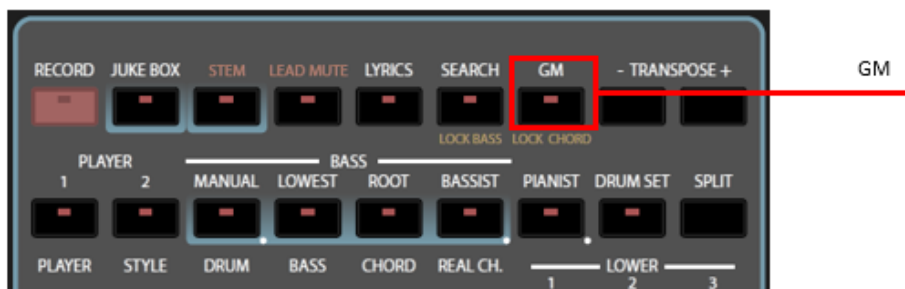 RECORD JUKE BOX STEM LEAD MUTE LYRICS SEARCH GM - TRANSPOSE + GM
LOCK BASS LOCK CHORD
PLAYER BASS
1 2 MANUAL LOWEST ROOT BASSIST PIANIST DRUM SET SPLIT
PLAYER STYLE DRUM BASS CHORD REAL CH. LOWER
1 2 3